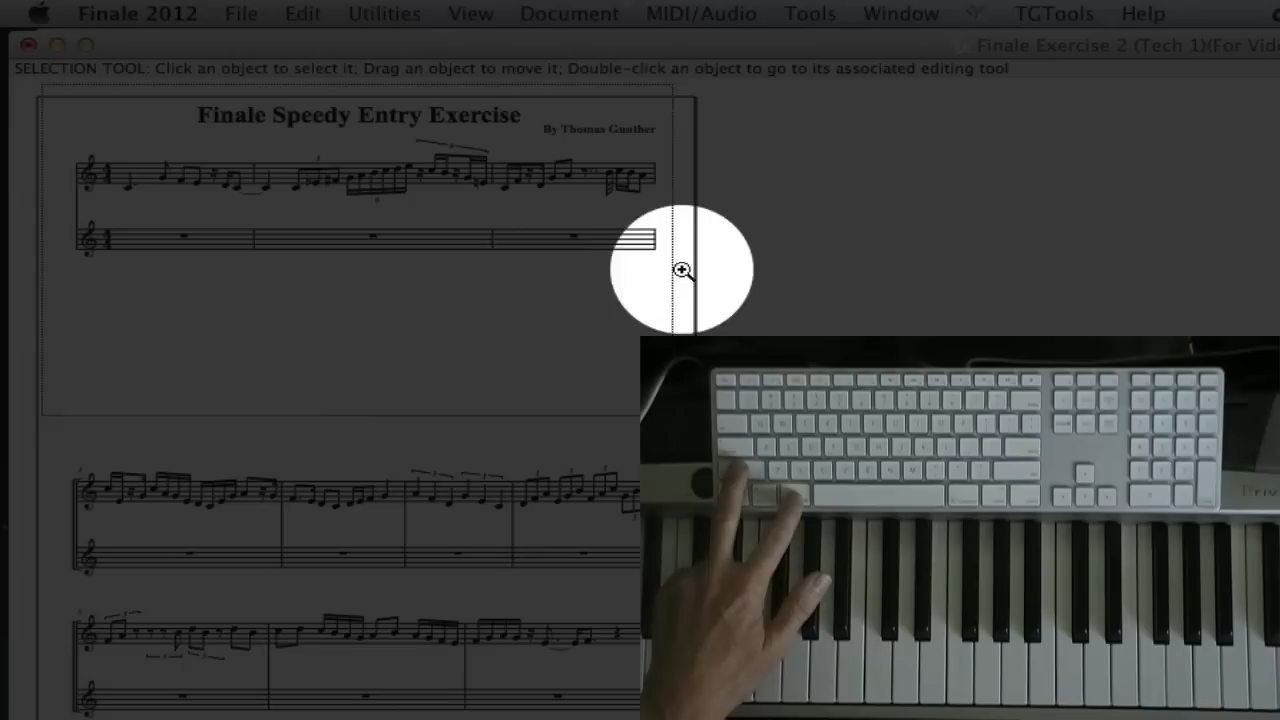 Finale 2012 File Edit Utilities View Document MIDI/Audio Tools Window TGTools Help
Finale Exercise 2 (Tech 1)(For Vid
SELECTION TOOL: Click an object to select it; Drag an object to move it; Double-click an object to go to its associated editing tool
Finale Speedy Entry Exercise
By Thomas Gunther
Privi